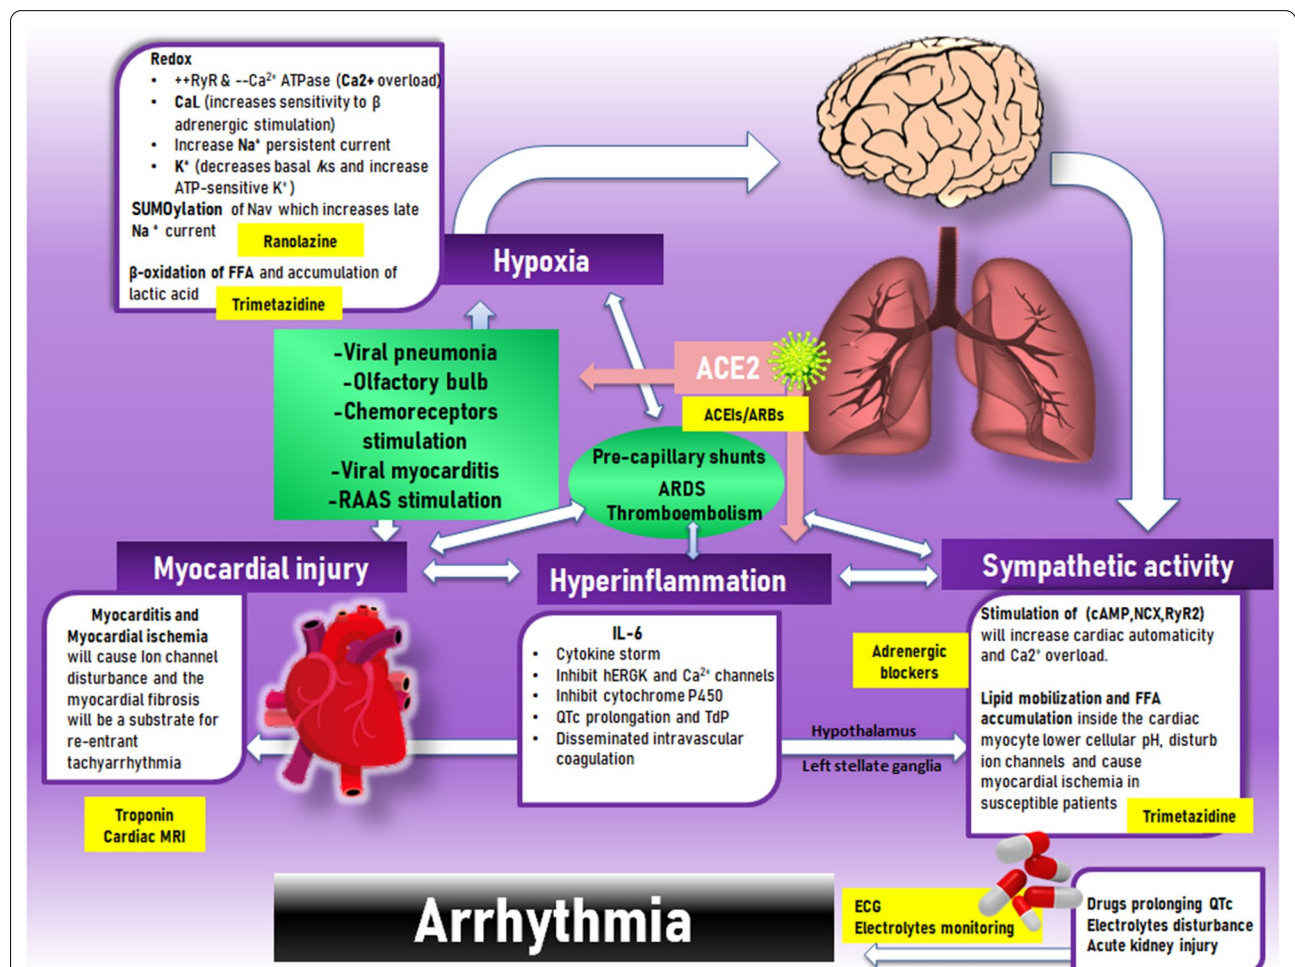 Redox
• ++RyR & --Ca²⁺ ATPase (Ca2+ overload)
• CaL (increases sensitivity to β
adrenergic stimulation)
• Increase Na⁺ persistent current
• K⁺ (decreases basal Iks and increase
ATP-sensitive K⁺)
SUMOylation of Nav which increases late
Na⁺ current
Ranolazine
β-oxidation of FFA and accumulation of
lactic acid
Trimetazidine
Hypoxia
-Viral pneumonia
-Olfactory bulb
-Chemoreceptors
stimulation
-Viral myocarditis
-RAAS stimulation
ACE2
ACEIs/ARBs
Pre-capillary shunts
ARDS
Thromboembolism
Myocardial injury
Myocarditis and
Myocardial ischemia
will cause Ion channel
disturbance and the
myocardial fibrosis
will be a substrate for
re-entrant
tachyarrhythmia
Troponin
Cardiac MRI
Hyperinflammation
IL-6
• Cytokine storm
• Inhibit hERGK and Ca²⁺ channels
• Inhibit cytochrome P450
• QTc prolongation and TdP
• Disseminated intravascular
coagulation
Hypothalamus
Left stellate ganglia
Sympathetic activity
Stimulation of (cAMP,NCX,RyR2)
will increase cardiac automaticity
and Ca2⁺ overload.
Lipid mobilization and FFA
accumulation inside the cardiac
myocyte lower cellular pH, disturb
ion channels and cause
myocardial ischemia in
susceptible patients
Adrenergic
blockers
Trimetazidine
Arrhythmia
ECG
Electrolytes monitoring
Drugs prolonging QTc
Electrolytes disturbance
Acute kidney injury